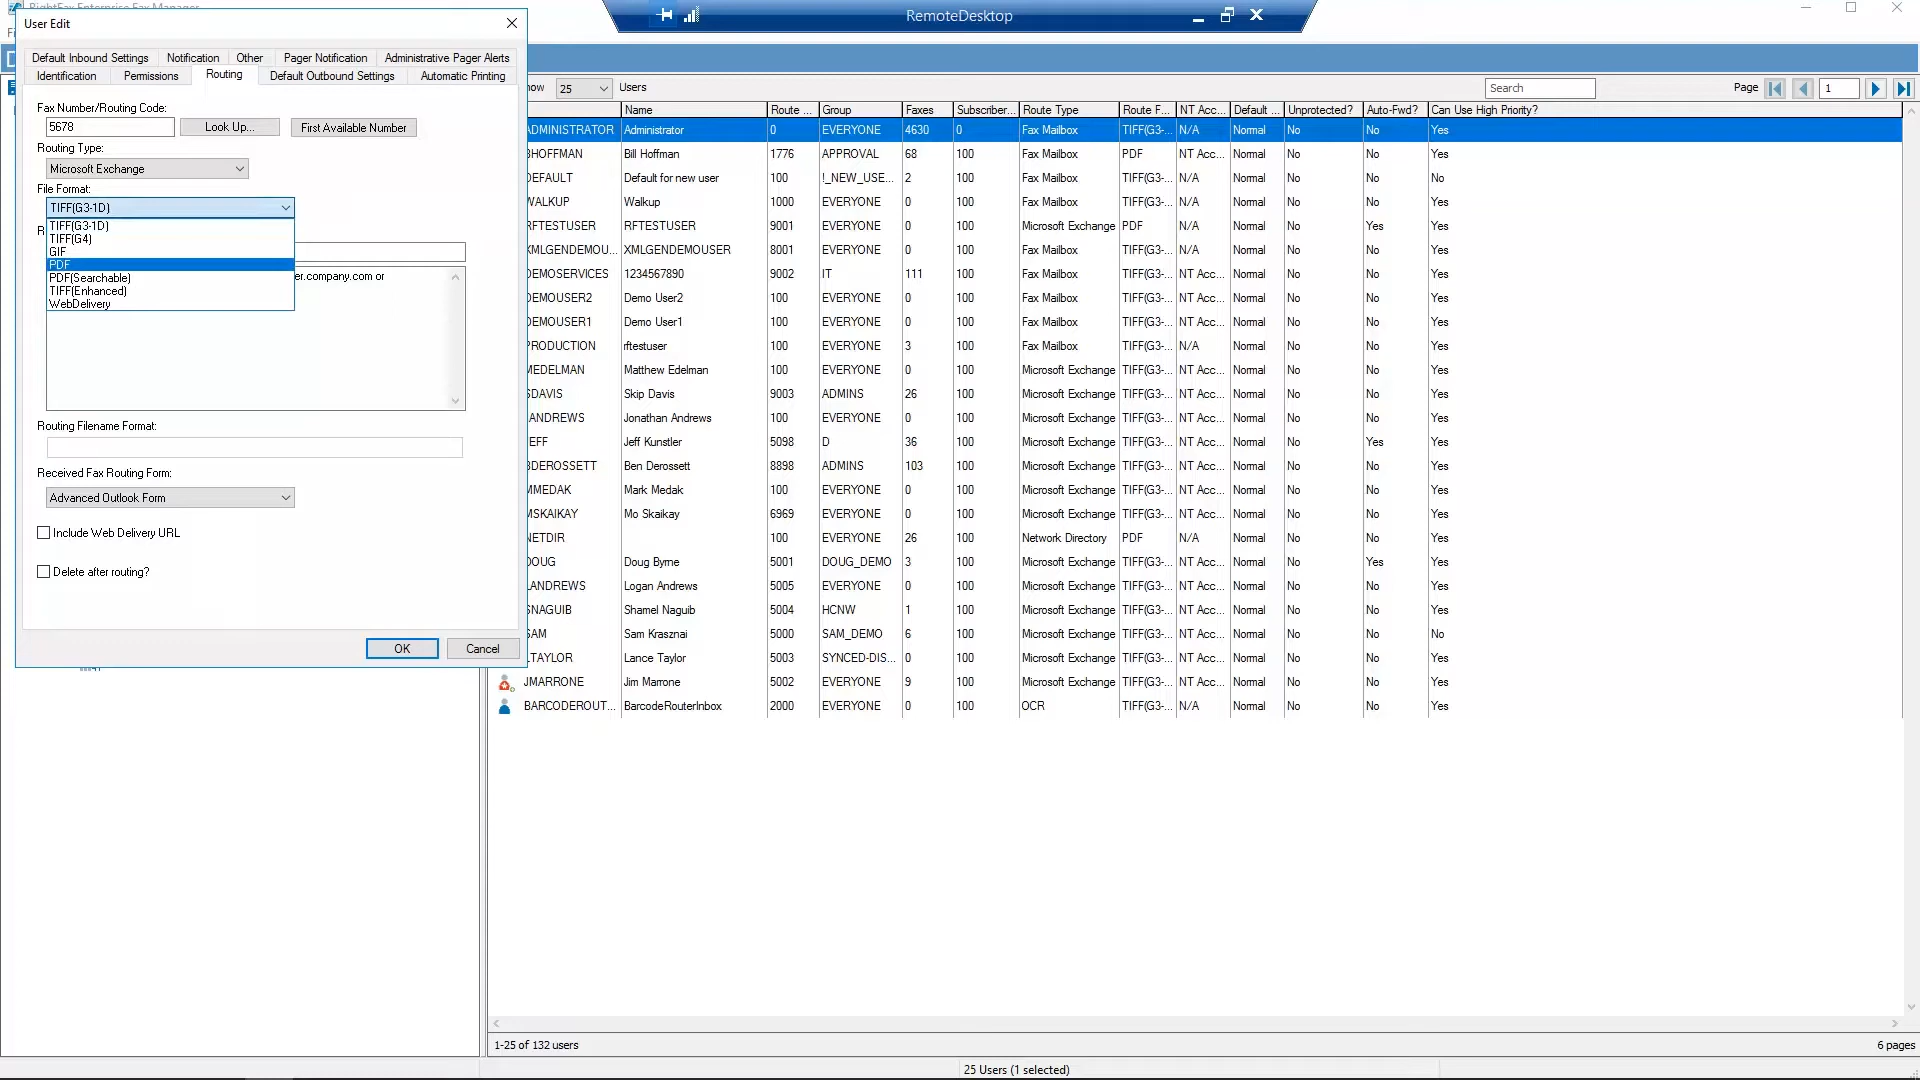 RightFax Enterprise Fax Manager
User Edit
RemoteDesktop
Default Inbound Settings Notification Other Pager Notification Administrative Pager Alerts
Identification Permissions Routing Default Outbound Settings Automatic Printing
Fax Number/Routing Code:
5678 Look Up... First Available Number
Routing Type:
Microsoft Exchange
File Format:
TIFF(G3-1D)
TIFF(G3-1D)
TIFF(G4)
GIF
PDF
PDF(Searchable)
TIFF(Enhanced)
WebDelivery
er.company.com or
Routing Filename Format:
Received Fax Routing Form:
Advanced Outlook Form
Include Web Delivery URL
Delete after routing?
OK Cancel
ow 25 Users Search Page 1
Name Route ... Group Faxes Subscriber... Route Type Route F... NT Acc... Default ... Unprotected? Auto-Fwd? Can Use High Priority?
ADMINISTRATOR Administrator 0 EVERYONE 4630 0 Fax Mailbox TIFF(G3-... N/A Normal No No Yes
BHOFFMAN Bill Hoffman 1776 APPROVAL 68 100 Fax Mailbox PDF NT Acc... Normal No No Yes
DEFAULT Default for new user 100 !_NEW_USE... 2 100 Fax Mailbox TIFF(G3-... N/A Normal No No No
WALKUP Walkup 1000 EVERYONE 0 100 Fax Mailbox TIFF(G3-... N/A Normal No No Yes
RFTESTUSER RFTESTUSER 9001 EVERYONE 0 100 Microsoft Exchange PDF N/A Normal No Yes Yes
XMLGENDEMOU... XMLGENDEMOUSER 8001 EVERYONE 0 100 Fax Mailbox TIFF(G3-... N/A Normal No No Yes
DEMOSERVICES 1234567890 9002 IT 111 100 Fax Mailbox TIFF(G3-... NT Acc... Normal No No Yes
DEMOUSER2 Demo User2 100 EVERYONE 0 100 Fax Mailbox TIFF(G3-... NT Acc... Normal No No Yes
DEMOUSER1 Demo User1 100 EVERYONE 0 100 Fax Mailbox TIFF(G3-... NT Acc... Normal No No Yes
PRODUCTION rftestuser 100 EVERYONE 3 100 Fax Mailbox TIFF(G3-... N/A Normal No No Yes
MEDELMAN Matthew Edelman 100 EVERYONE 0 100 Microsoft Exchange TIFF(G3-... NT Acc... Normal No No Yes
SDAVIS Skip Davis 9003 ADMINS 26 100 Microsoft Exchange TIFF(G3-... NT Acc... Normal No No Yes
ANDREWS Jonathan Andrews 100 EVERYONE 0 100 Microsoft Exchange TIFF(G3-... NT Acc... Normal No No Yes
EFF Jeff Kunstler 5098 D 36 100 Microsoft Exchange TIFF(G3-... NT Acc... Normal No Yes Yes
BDEROSSETT Ben Derossett 8898 ADMINS 103 100 Microsoft Exchange TIFF(G3-... NT Acc... Normal No No Yes
MMEDAK Mark Medak 100 EVERYONE 0 100 Microsoft Exchange TIFF(G3-... NT Acc... Normal No No Yes
MSKAIKAY Mo Skaikay 6969 EVERYONE 0 100 Microsoft Exchange TIFF(G3-... NT Acc... Normal No No Yes
NETDIR 100 EVERYONE 26 100 Network Directory PDF N/A Normal No No Yes
DOUG Doug Byrne 5001 DOUG_DEMO 3 100 Microsoft Exchange TIFF(G3-... NT Acc... Normal No Yes Yes
LANDREWS Logan Andrews 5005 EVERYONE 0 100 Microsoft Exchange TIFF(G3-... NT Acc... Normal No No Yes
SNAGUIB Shamel Naguib 5004 HCNW 1 100 Microsoft Exchange TIFF(G3-... NT Acc... Normal No No Yes
SAM Sam Krasznai 5000 SAM_DEMO 6 100 Microsoft Exchange TIFF(G3-... NT Acc... Normal No No No
TAYLOR Lance Taylor 5003 SYNCED-DIS... 0 100 Microsoft Exchange TIFF(G3-... NT Acc... Normal No No Yes
JMARRONE Jim Marrone 5002 EVERYONE 9 100 Microsoft Exchange TIFF(G3-... NT Acc... Normal No No Yes
BARCODEROUT... BarcodeRouterInbox 2000 EVERYONE 0 100 OCR TIFF(G3-... N/A Normal No No Yes
1-25 of 132 users 6 pages
25 Users (1 selected)